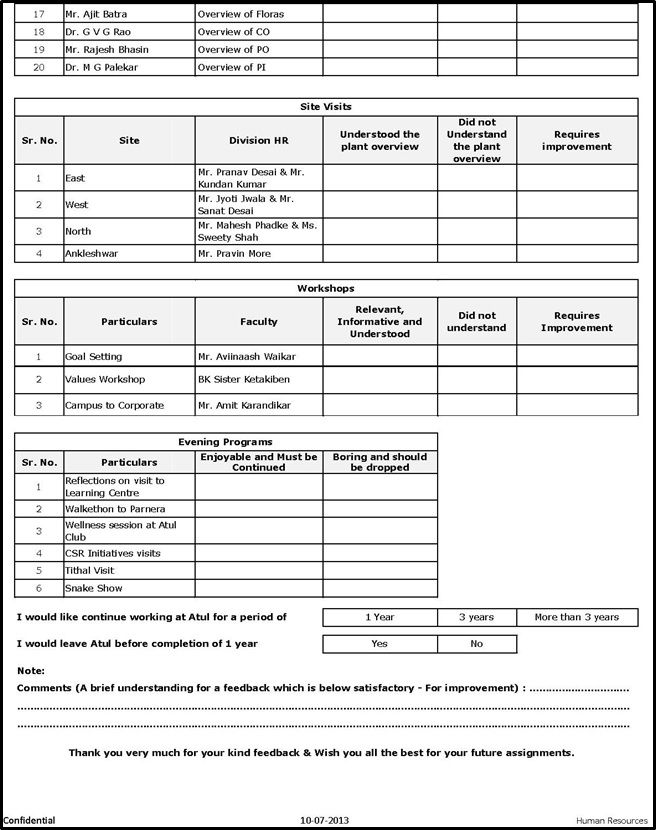 17 Mr. Ajit Batra Overview of Floras
18 Dr. G V G Rao Overview of CO
19 Mr. Rajesh Bhasin Overview of PO
20 Dr. M G Palekar Overview of PI
Site Visits
Sr. No. Site Division HR Understood the plant overview Did not Understand the plant overview Requires improvement
1 East Mr. Pranav Desai & Mr. Kundan Kumar
2 West Mr. Jyoti Jwala & Mr. Sanat Desai
3 North Mr. Mahesh Phadke & Ms. Sweety Shah
4 Ankleshwar Mr. Pravin More
Workshops
Sr. No. Particulars Faculty Relevant, Informative and Understood Did not understand Requires Improvement
1 Goal Setting Mr. Aviinaash Waikar
2 Values Workshop BK Sister Ketakiben
3 Campus to Corporate Mr. Amit Karandikar
Evening Programs
Sr. No. Particulars Enjoyable and Must be Continued Boring and should be dropped
1 Reflections on visit to Learning Centre
2 Walkethon to Parnera
3 Wellness session at Atul Club
4 CSR Initiatives visits
5 Tithal Visit
6 Snake Show
I would like continue working at Atul for a period of 1 Year 3 years More than 3 years
I would leave Atul before completion of 1 year Yes No
Note:
Comments (A brief understanding for a feedback which is below satisfactory - For improvement) : ...............................
Thank you very much for your kind feedback & Wish you all the best for your future assignments.
Confidential 10-07-2013 Human Resources